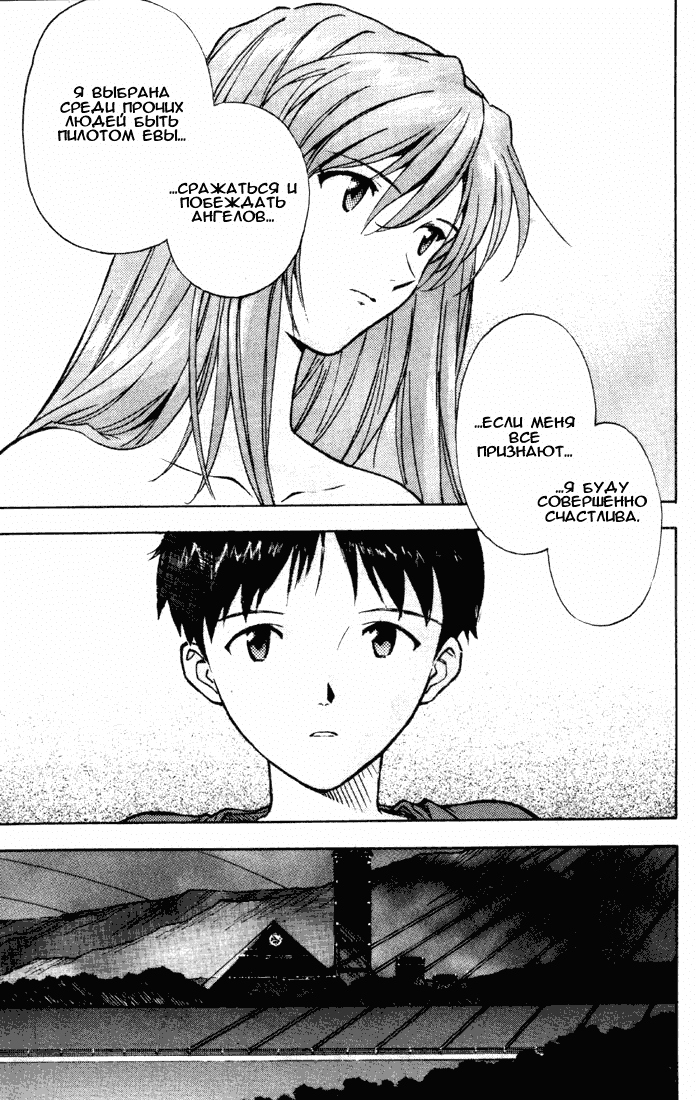 Я ВЫБРАНА
СРЕДИ ПРОЧИХ
ЛЮДЕЙ БЫТЬ
ПИЛОТОМ ЕВЫ...
...СРАЖАТЬСЯ И
ПОБЕЖДАТЬ
АНГЕЛОВ...
...ЕСЛИ МЕНЯ
ВСЕ
ПРИЗНАЮТ...
...Я БУДУ
СОВЕРШЕННО
СЧАСТЛИВА.